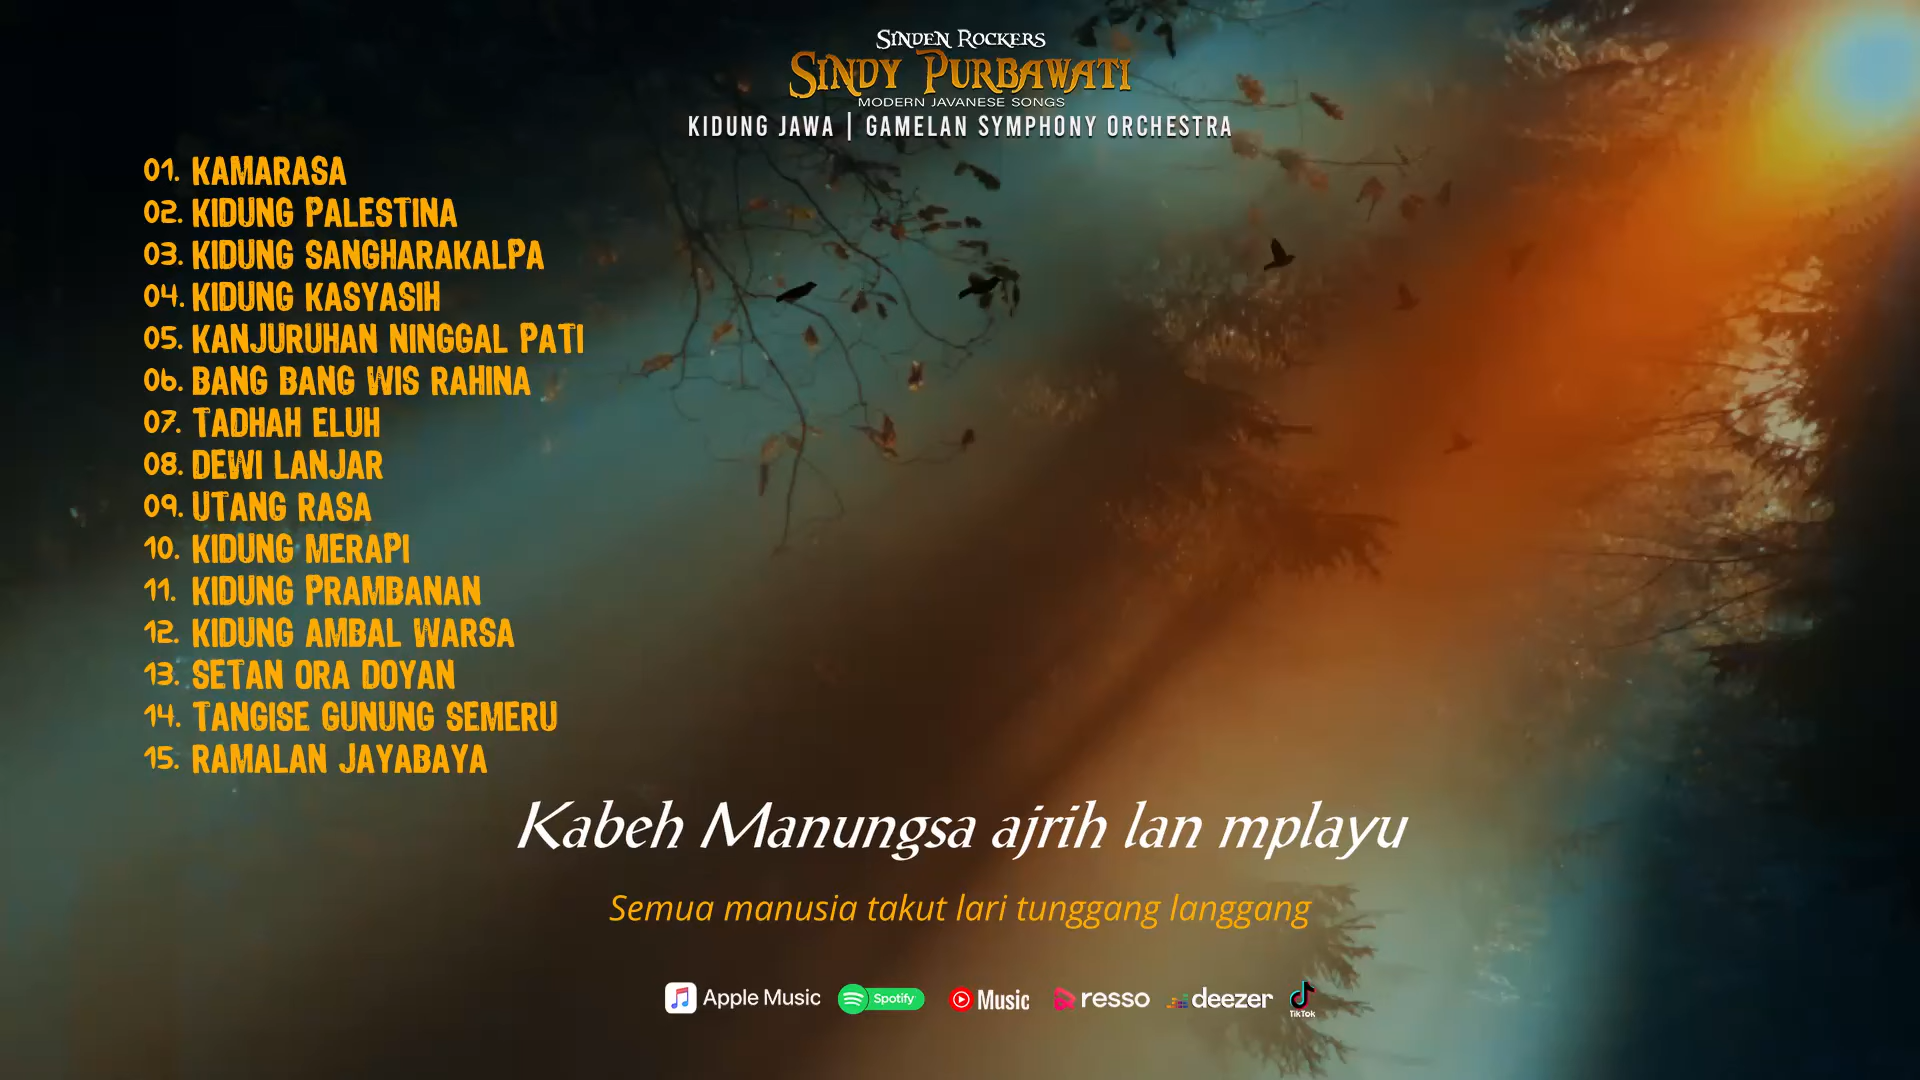 SINDEN ROCKERS
SINDY PURBAWATI
MODERN JAVANESE SONGS
KIDUNG JAWA | GAMELAN SYMPHONY ORCHESTRA
01. KAMARASA
02. KIDUNG PALESTINA
03. KIDUNG SANGHARAKALPA
04. KIDUNG KASYASIH
05. KANJURUHAN NINGGAL PATI
06. BANG BANG WIS RAHINA
07. TADHAH ELUH
08. DEWI LANJAR
09. UTANG RASA
10. KIDUNG MERAPI
11. KIDUNG PRAMBANAN
12. KIDUNG AMBAL WARSA
13. SETAN ORA DOYAN
14. TANGISE GUNUNG SEMERU
15. RAMALAN JAYABAYA
Kabeh Manungsa ajrih lan mplayu
Semua manusia takut lari tunggang langgang
Apple Music Spotify Music resso deezer TikTok